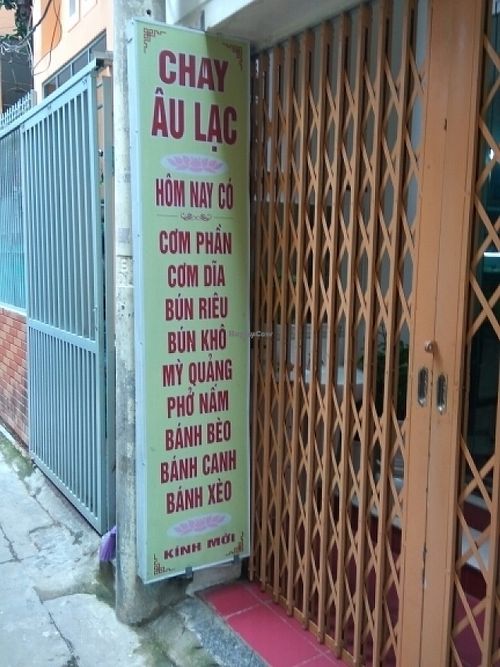 CHAY
ÂU LẠC
HÔM NAY CÓ
CƠM PHẦN
CƠM DĨA
BÚN RIÊU
BÚN KHÔ
MỲ QUẢNG
PHỞ NẤM
BÁNH BÈO
BÁNH CANH
BÁNH XÈO
KÍNH MỜI